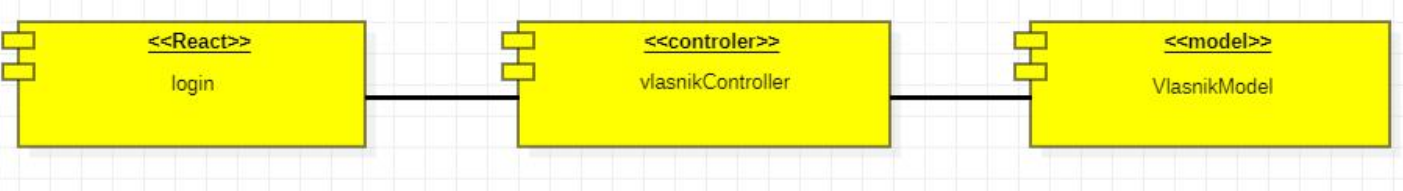 <<React>>
login
<<controler>>
vlasnikController
<<model>>
VlasnikModel